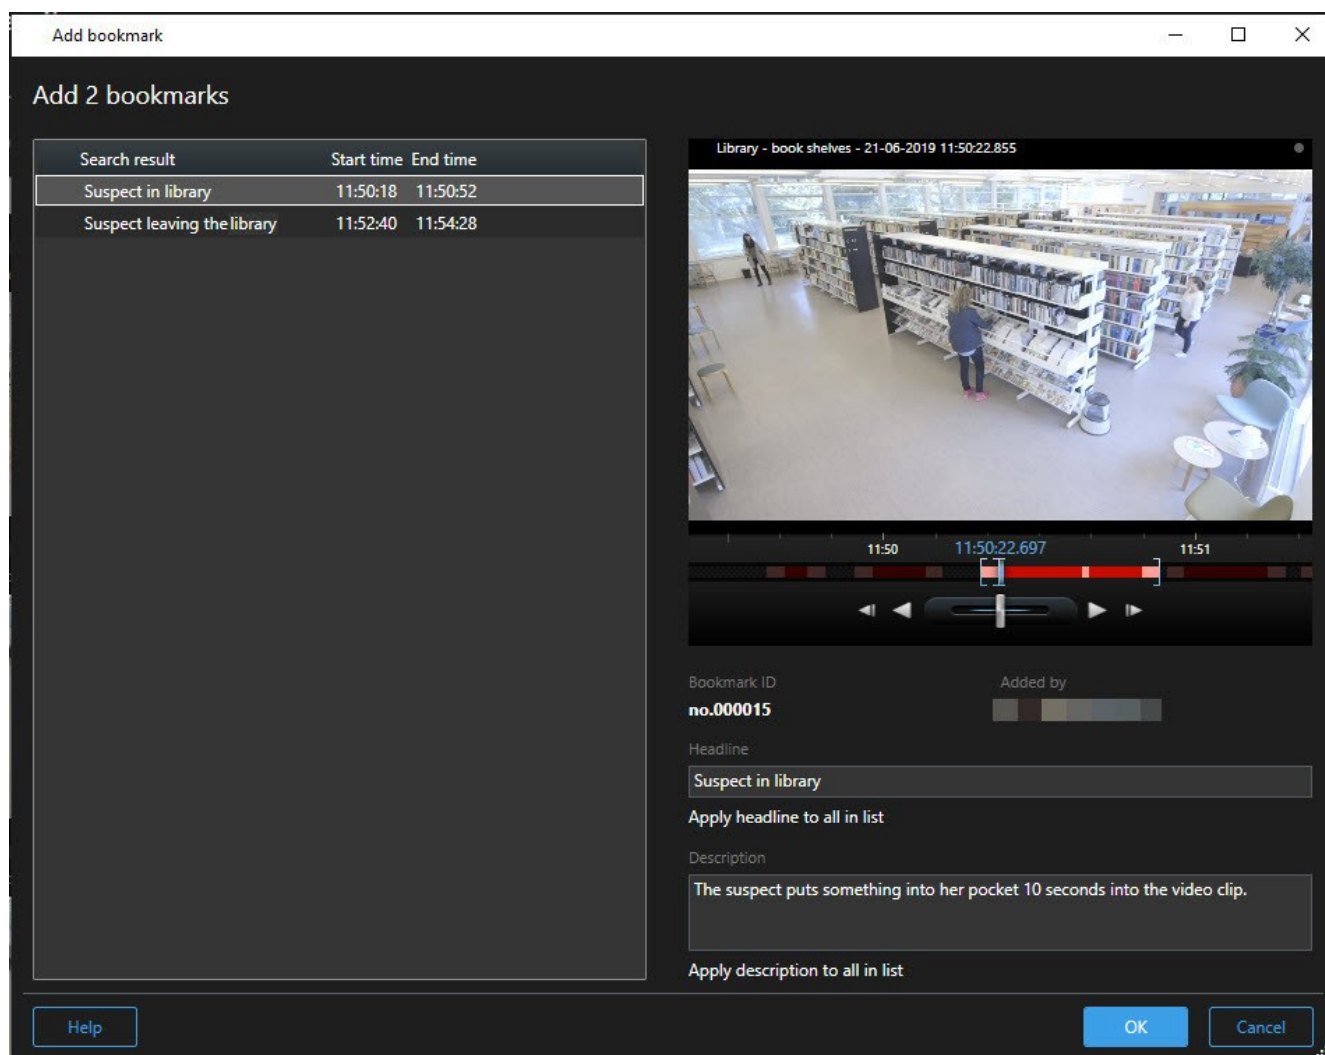 Add bookmark
Add 2 bookmarks
Search result Start time End time
Suspect in library 11:50:18 11:50:52
Suspect leaving the library 11:52:40 11:54:28
Library - book shelves - 21-06-2019 11:50:22.855
11:50 11:50:22.697 11:51
Bookmark ID Added by
no.000015
Headline
Suspect in library
Apply headline to all in list
Description
The suspect puts something into her pocket 10 seconds into the video clip.
Apply description to all in list
Help OK Cancel